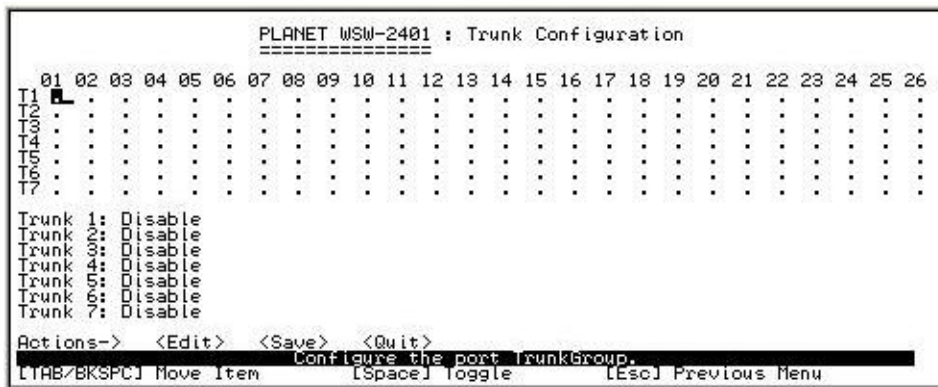 PLANET WSW-2401 : Trunk Configuration
================
01 02 03 04 05 06 07 08 09 10 11 12 13 14 15 16 17 18 19 20 21 22 23 24 25 26
T1 . . . . . . . . . . . . . . . . . . . . . . . . . .
T2 . . . . . . . . . . . . . . . . . . . . . . . . . .
T3 . . . . . . . . . . . . . . . . . . . . . . . . . .
T4 . . . . . . . . . . . . . . . . . . . . . . . . . .
T5 . . . . . . . . . . . . . . . . . . . . . . . . . .
T6 . . . . . . . . . . . . . . . . . . . . . . . . . .
T7 . . . . . . . . . . . . . . . . . . . . . . . . . .
Trunk 1: Disable
Trunk 2: Disable
Trunk 3: Disable
Trunk 4: Disable
Trunk 5: Disable
Trunk 6: Disable
Trunk 7: Disable
Actions-> <Edit> <Save> <Quit>
Configure the port TrunkGroup.
[TAB/BKSPC] Move Item [Space] Toggle [Esc] Previous Menu